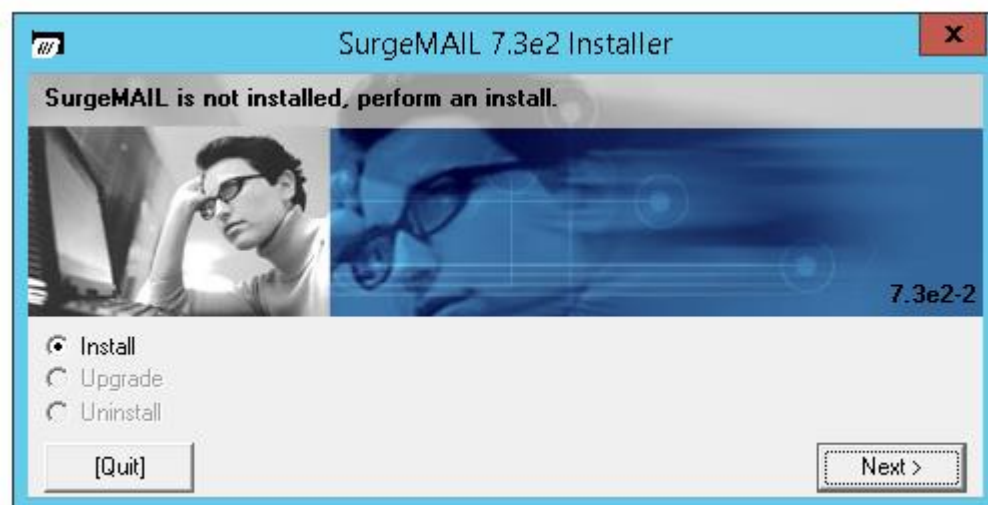 SurgeMAIL 7.3e2 Installer
x
SurgeMAIL is not installed, perform an install.
7.3e2-2
Install
Upgrade
Uninstall
[Quit]
Next >